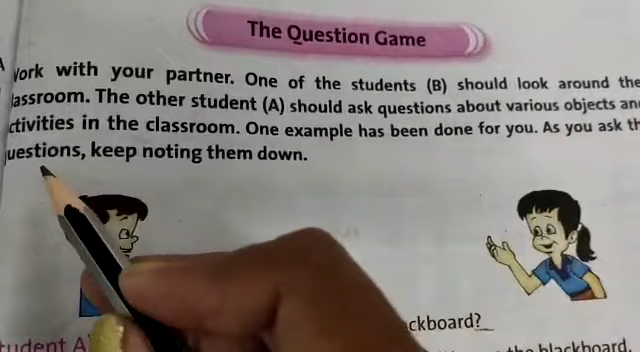 The Question Game
Work with your partner. One of the students (B) should look around the
lassroom. The other student (A) should ask questions about various objects an
ctivities in the classroom. One example has been done for you. As you ask th
uestions, keep noting them down.
ckboard?_
tudent A
the blackboard.